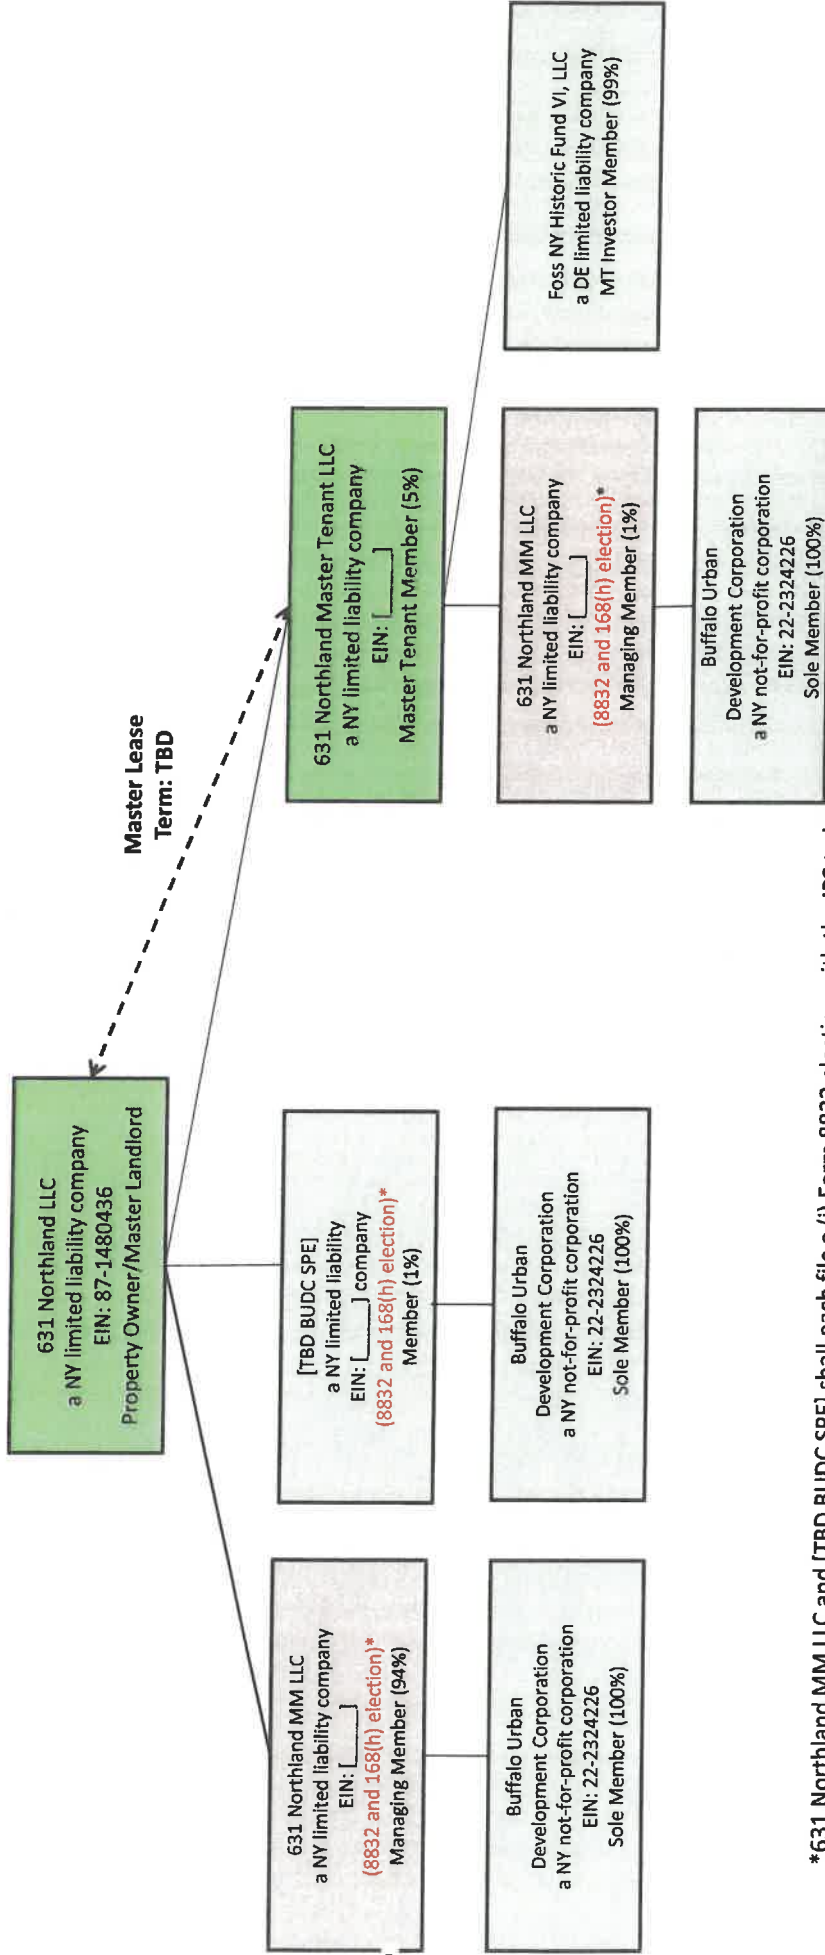 631 Northland LLC
a NY limited liability company
EIN: 87-1480436
Property Owner/Master Landlord
Master Lease
Term: TBD
631 Northland MM LLC
a NY limited liability company
EIN: [______]
(8832 and 168(h) election)*
Managing Member (94%)
[TBD BUDC SPE]
a NY limited liability
EIN: [______] company
(8832 and 168(h) election)*
Member (1%)
631 Northland Master Tenant LLC
a NY limited liability company
EIN: [______]
Master Tenant Member (5%)
Buffalo Urban
Development Corporation
a NY not-for-profit corporation
EIN: 22-2324226
Sole Member (100%)
Buffalo Urban
Development Corporation
a NY not-for-profit corporation
EIN: 22-2324226
Sole Member (100%)
631 Northland MM LLC
a NY limited liability company
EIN: [______]
(8832 and 168(h) election)*
Managing Member (1%)
Foss NY Historic Fund VI, LLC
a DE limited liability company
MT Investor Member (99%)
Buffalo Urban
Development Corporation
a NY not-for-profit corporation
EIN: 22-2324226
Sole Member (100%)
*631 Northland MM LLC and [TBD BUDC SPE] shall each file a (i) Form 8832 election with the IRS